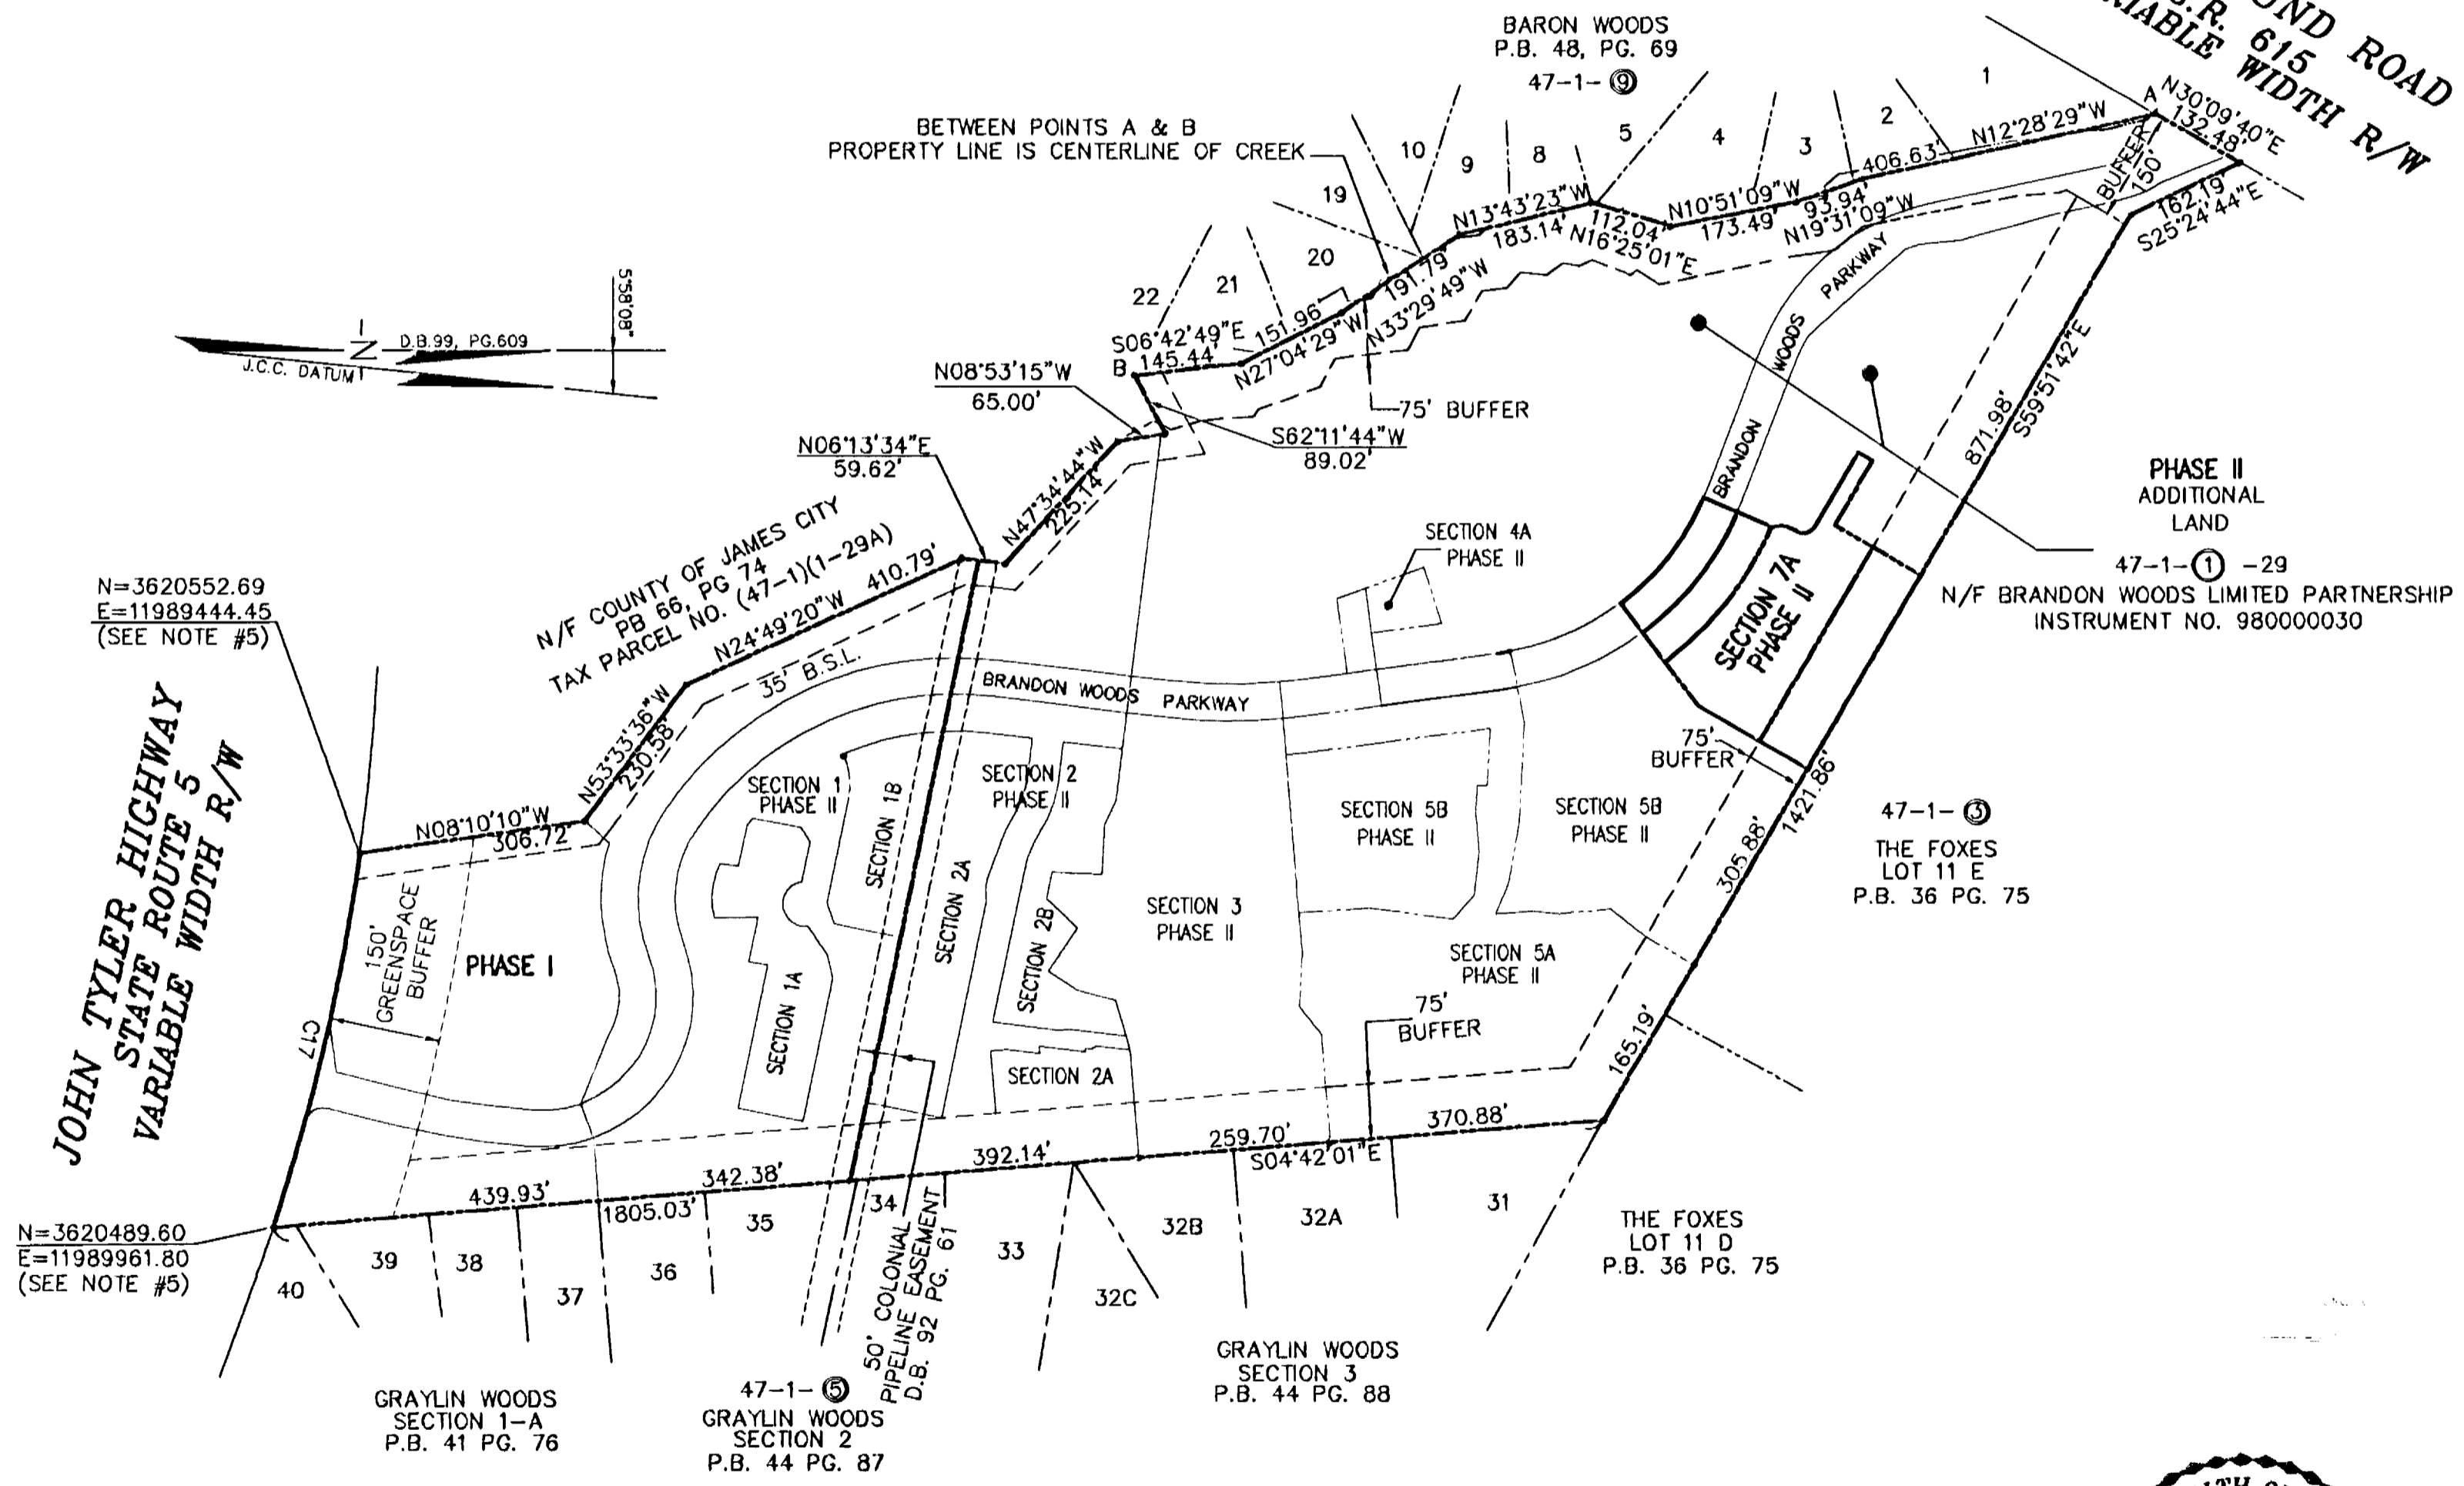 BARON WOODS
P.B. 48, PG. 69
47-1-9
OND ROAD
S.R. 615
VARIABLE WIDTH R/W
BETWEEN POINTS A & B
PROPERTY LINE IS CENTERLINE OF CREEK
1
2
3
4
5
8
9
10
19
20
21
22
A
N30°09'40"E
132.48'
BUFFER
150'
162.19'
S25°24'44"E
N12°28'29"W
406.63'
93.94'
N19°31'09"W
N10°51'09"W
173.49'
112.04'
N16°25'01"E
N13°43'23"W
183.14'
191.79'
N33°29'49"W
151.96'
N27°04'29"W
S06°42'49"E
B 145.44'
75' BUFFER
S62°11'44"W
89.02'
N08°53'15"W
65.00'
N47°34'44"W
225.14'
N06°13'34"E
59.62'
5°58'08"
N
D.B.99, PG.609
J.C.C. DATUM
N/F COUNTY OF JAMES CITY
PB 66, PG 74
TAX PARCEL NO. (47-1)(1-29A)
N24°49'20"W 410.79'
35' B.S.L.
N53°33'36"W
230.58'
N=3620552.69
E=11989444.45
(SEE NOTE #5)
N08°10'10"W
306.72'
JOHN TYLER HIGHWAY
STATE ROUTE 5
VARIABLE WIDTH R/W
C17
150'
GREENSPACE
BUFFER
PHASE I
BRANDON WOODS PARKWAY
BRANDON WOODS PARKWAY
SECTION 1
PHASE II
SECTION 1A
SECTION 1B
SECTION 2
PHASE II
SECTION 2A
SECTION 2B
SECTION 2A
SECTION 3
PHASE II
SECTION 4A
PHASE II
SECTION 5B
PHASE II
SECTION 5B
PHASE II
SECTION 5A
PHASE II
SECTION 7A
PHASE II
75'
BUFFER
75'
BUFFER
871.98'
S59°51'42"E
1421.86'
305.88'
165.19'
PHASE II
ADDITIONAL
LAND
47-1-1 -29
N/F BRANDON WOODS LIMITED PARTNERSHIP
INSTRUMENT NO. 980000030
47-1-3
THE FOXES
LOT 11 E
P.B. 36 PG. 75
THE FOXES
LOT 11 D
P.B. 36 PG. 75
N=3620489.60
E=11989961.80
(SEE NOTE #5)
439.93'
1805.03'
342.38'
392.14'
259.70'
S04°42'01"E
370.88'
40
39
38
37
36
35
34
33
32C
32B
32A
31
50' COLONIAL
PIPELINE EASEMENT
D.B. 92 PG. 61
GRAYLIN WOODS
SECTION 1-A
P.B. 41 PG. 76
47-1-5
GRAYLIN WOODS
SECTION 2
P.B. 44 PG. 87
GRAYLIN WOODS
SECTION 3
P.B. 44 PG. 88